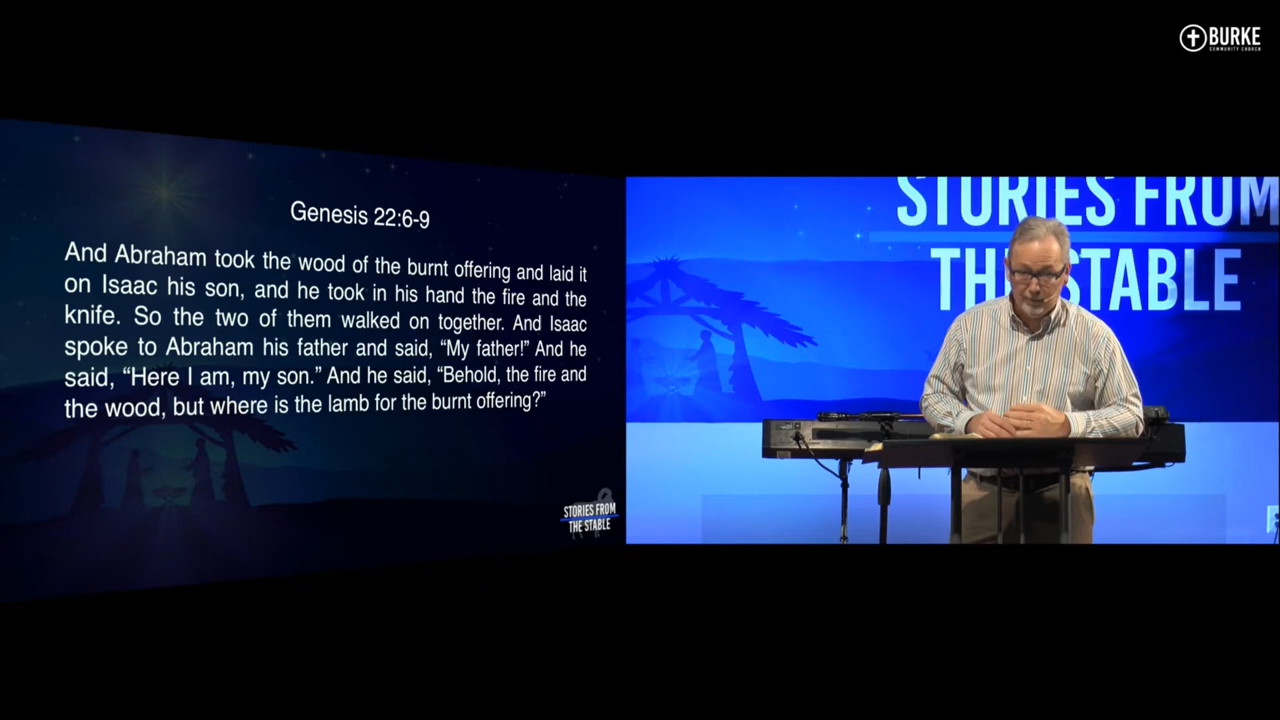 BURKE
COMMUNITY CHURCH
Genesis 22:6-9
And Abraham took the wood of the burnt offering and laid it
on Isaac his son, and he took in his hand the fire and the
knife. So the two of them walked on together. And Isaac
spoke to Abraham his father and said, “My father!” And he
said, “Here I am, my son.” And he said, “Behold, the fire and
the wood, but where is the lamb for the burnt offering?”
STORIES FROM
THE STABLE
STORIES FROM
THE STABLE